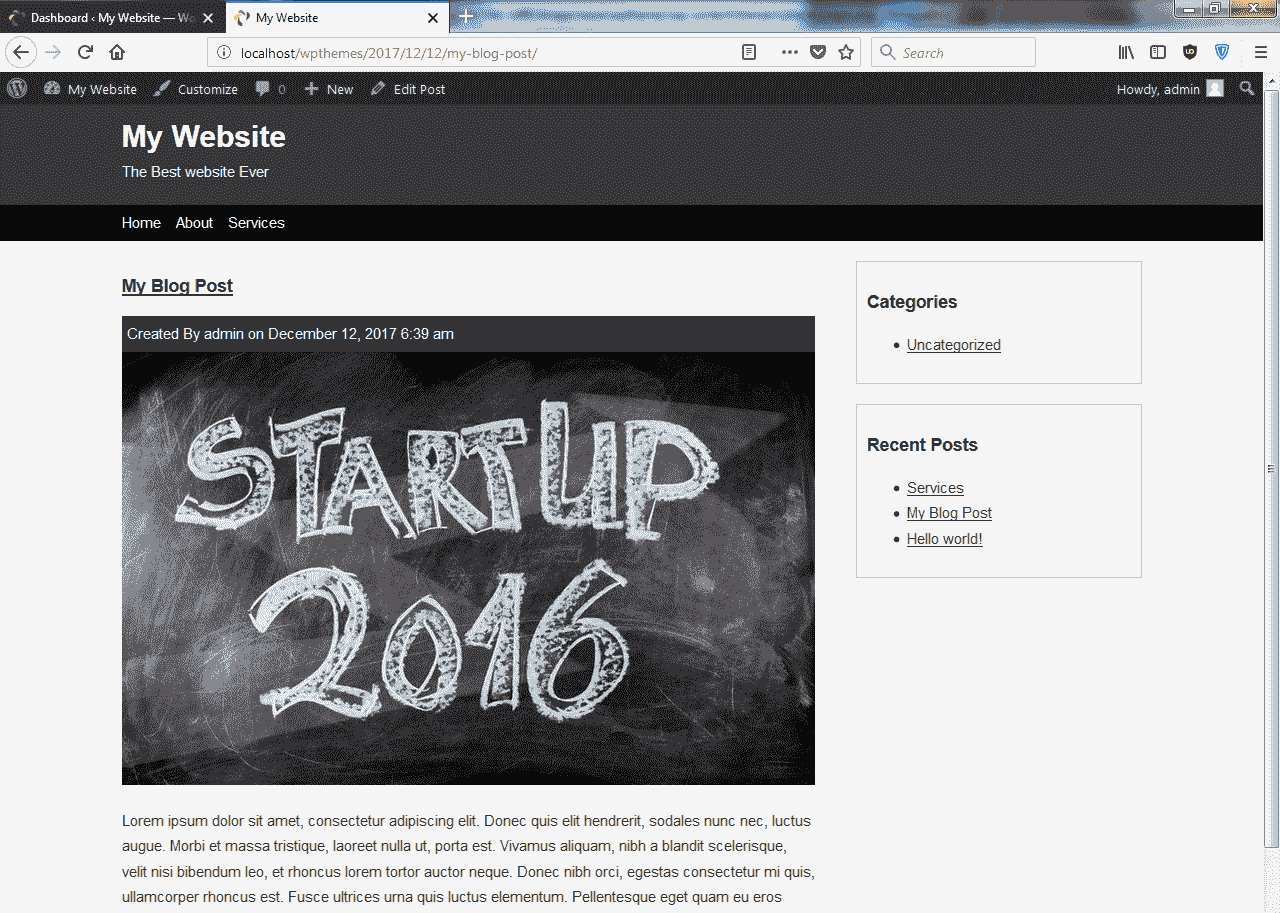 Dashboard ‹ My Website — Wo
My Website
localhost/wpthemes/2017/12/12/my-blog-post/
Search
My Website
Customize
0
New
Edit Post
Howdy, admin
My Website
The Best website Ever
Home About Services
My Blog Post
Created By admin on December 12, 2017 6:39 am
STARTUP
2016
Lorem ipsum dolor sit amet, consectetur adipiscing elit. Donec quis elit hendrerit, sodales nunc nec, luctus
augue. Morbi et massa tristique, laoreet nulla ut, porta est. Vivamus aliquam, nibh a blandit scelerisque,
velit nisi bibendum leo, et rhoncus lorem tortor auctor neque. Donec nibh orci, egestas consectetur mi quis,
ullamcorper rhoncus est. Fusce ultrices urna quis luctus elementum. Pellentesque eget quam eu eros
Categories
Uncategorized
Recent Posts
Services
My Blog Post
Hello world!